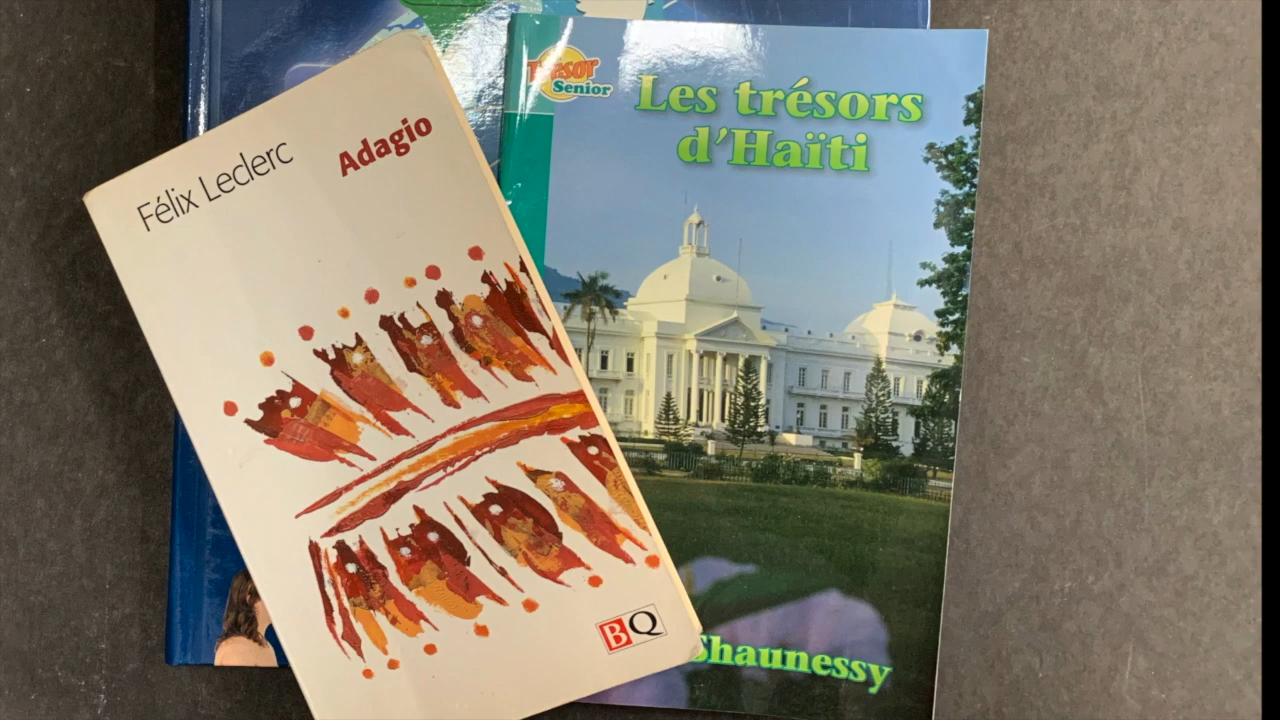 Félix Leclerc
Adagio
BQ
Trésor
Senior
Les trésors
d'Haïti
Shaunessy